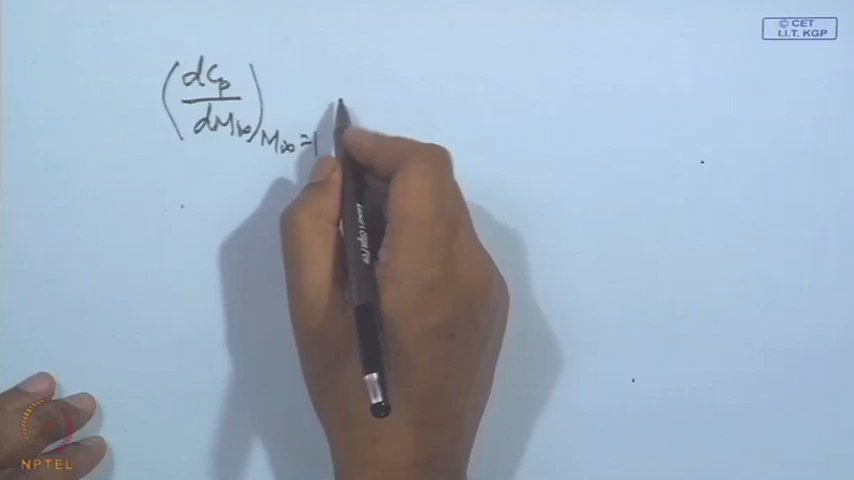 © CET
I.I.T. KGP
(dCp/dM∞)M∞≈1
NPTEL